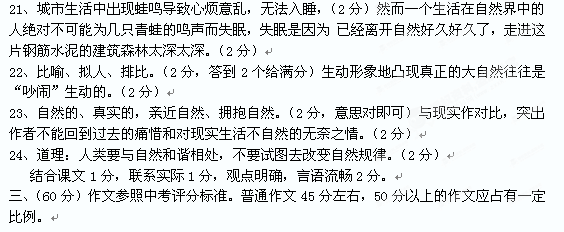 21、城市生活中出现蛙鸣导致心烦意乱，无法入睡，（2 分）然而一个生活在自然界中的
人绝对不可能为几只青蛙的鸣声而失眠，失眠是因为 已经离开自然好久好久了，走进这
片钢筋水泥的建筑森林太深太深。（2 分）
22、比喻、拟人、排比。（2 分，答到 2 个给满分）生动形象地凸现真正的大自然往往是
“吵闹”生动的。（2 分）
23、自然的、真实的，亲近自然、拥抱自然。（2 分，意思对即可）与现实作对比，突出
作者不能回到过去的痛惜和对现实生活不自然的无奈之情。（2 分）
24、道理：人类要与自然和谐相处，不要试图去改变自然规律。（2 分）
结合课文 1 分，联系实际 1 分，观点明确，言语流畅 2 分。
三、（60 分）作文参照中考评分标准。普通作文 45 分左右，50 分以上的作文应占有一定
比例。